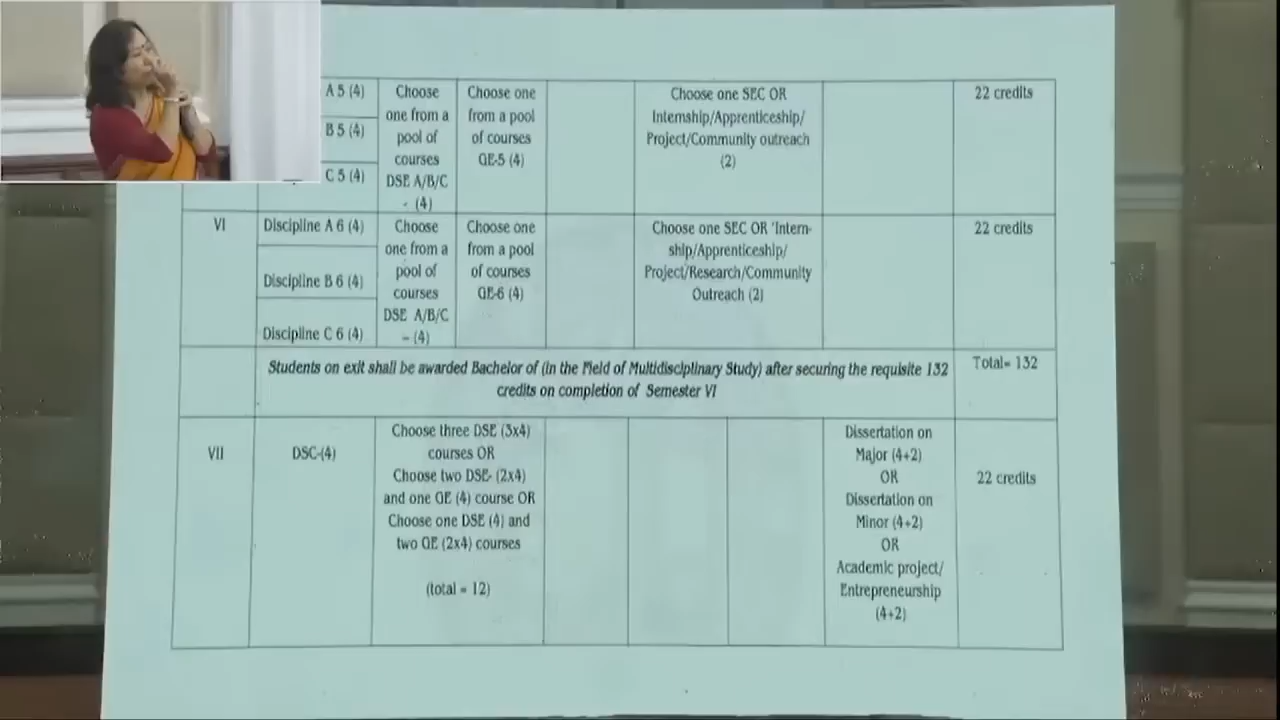 A 5 (4)
B 5 (4)
C 5 (4)
Choose
one from a
pool of
courses
DSE A/B/C
- (4)
Choose one
from a pool
of courses
GE-5 (4)
Choose one SEC OR
Internship/Apprenticeship/
Project/Community outreach
(2)
22 credits
VI
Discipline A 6 (4)
Discipline B 6 (4)
Discipline C 6 (4)
Choose
one from a
pool of
courses
DSE A/B/C
- (4)
Choose one
from a pool
of courses
GE-6 (4)
Choose one SEC OR 'Intern-
ship/Apprenticeship/
Project/Research/Community
Outreach (2)
22 credits
Students on exit shall be awarded Bachelor of (in the Field of Multidisciplinary Study) after securing the requisite 132
credits on completion of Semester VI
Total= 132
VII
DSC-(4)
Choose three DSE (3x4)
courses OR
Choose two DSE- (2x4)
and one GE (4) course OR
Choose one DSE (4) and
two GE (2x4) courses
(total = 12)
Dissertation on
Major (4+2)
OR
Dissertation on
Minor (4+2)
OR
Academic project/
Entrepreneurship
(4+2)
22 credits